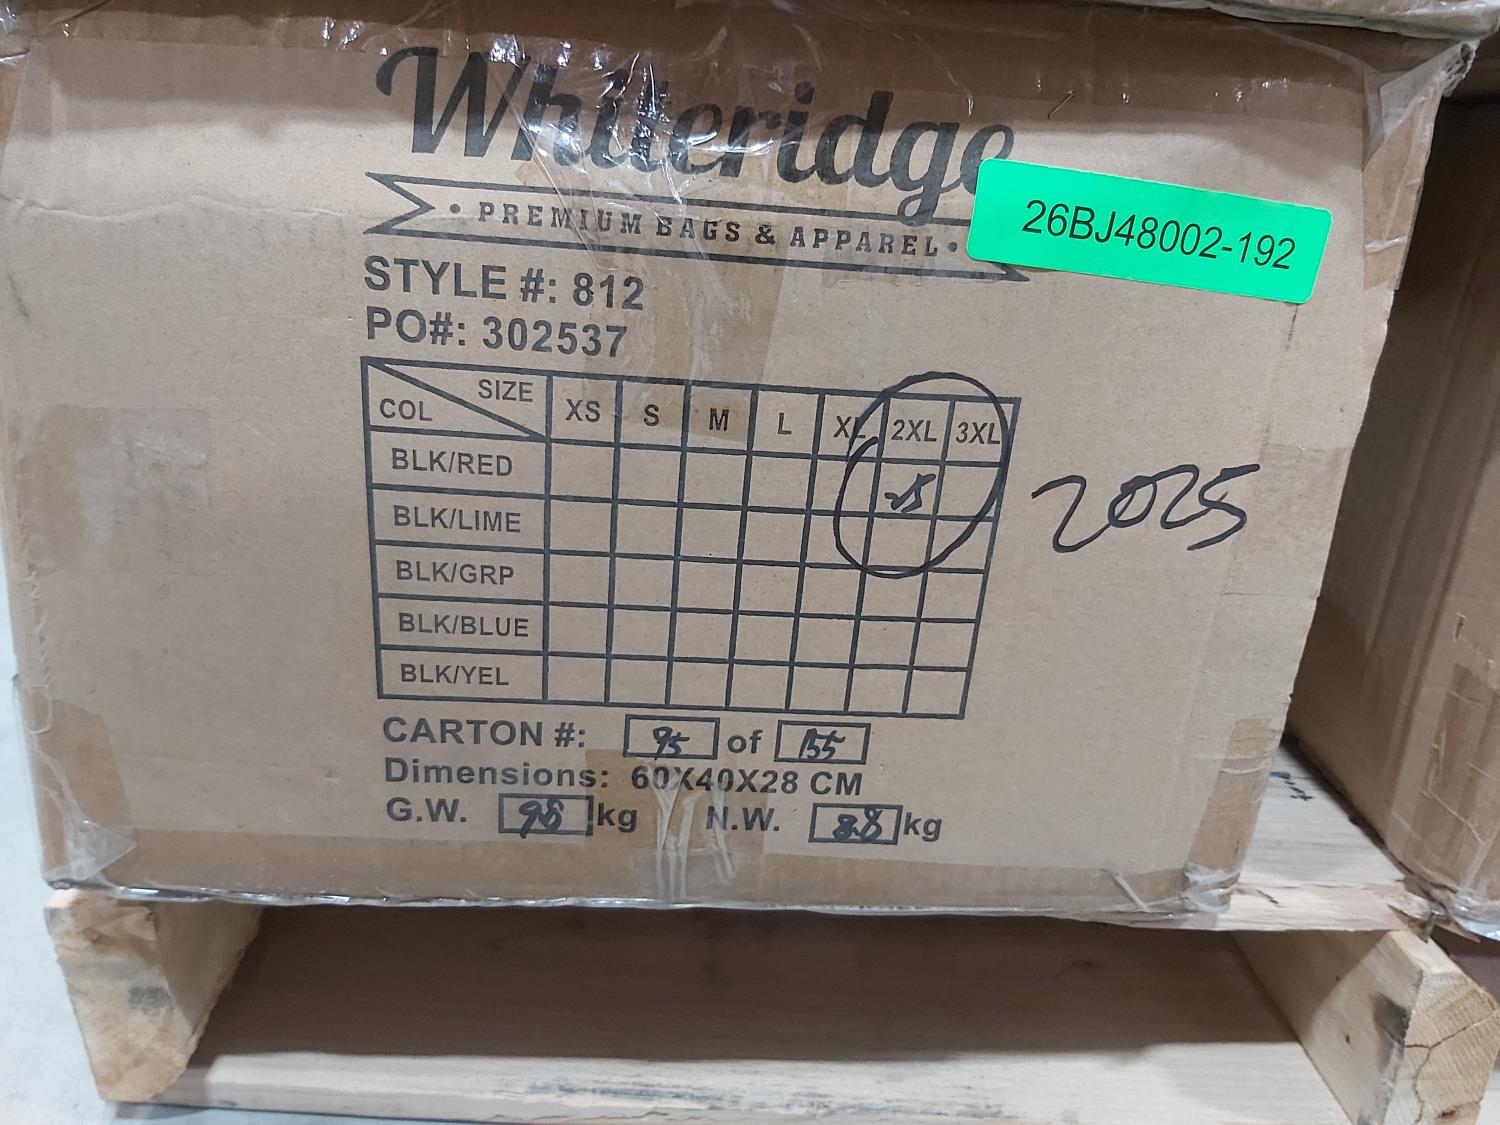 Whiteridge
• PREMIUM BAGS & APPAREL •
26BJ48002-192
STYLE #: 812
PO#: 302537
SIZE COL XS S M L XL 2XL 3XL
BLK/RED 25
2025
BLK/LIME
BLK/GRP
BLK/BLUE
BLK/YEL
CARTON #: 95 of 155
Dimensions: 60X40X28 CM
G.W. kg N.W. kg